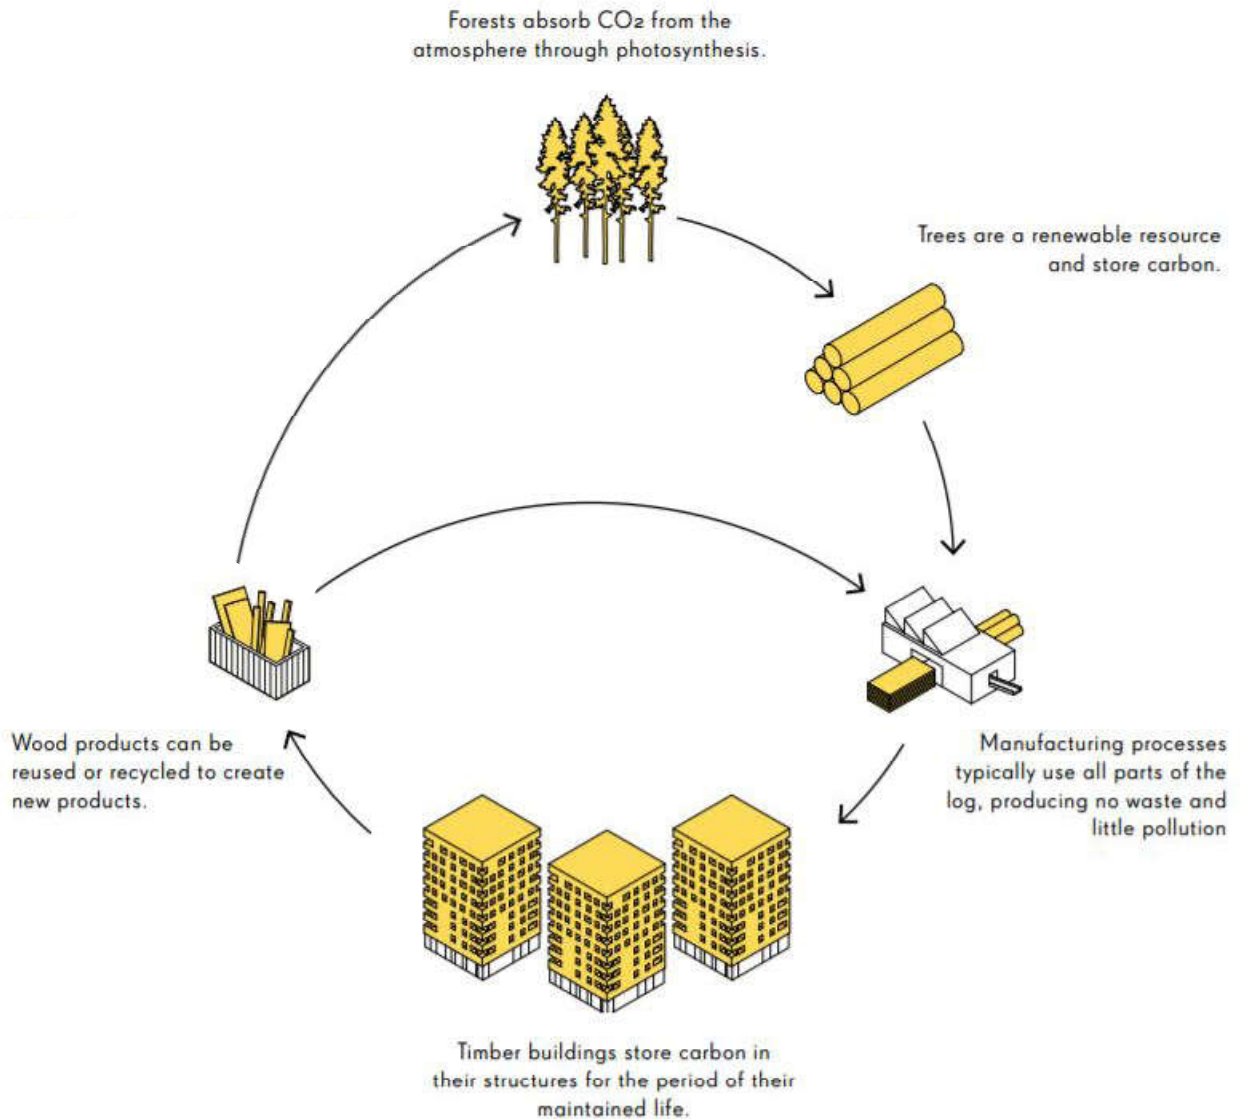 Forests absorb CO2 from the
atmosphere through photosynthesis.
Trees are a renewable resource
and store carbon.
Manufacturing processes
typically use all parts of the
log, producing no waste and
little pollution
Timber buildings store carbon in
their structures for the period of their
maintained life.
Wood products can be
reused or recycled to create
new products.